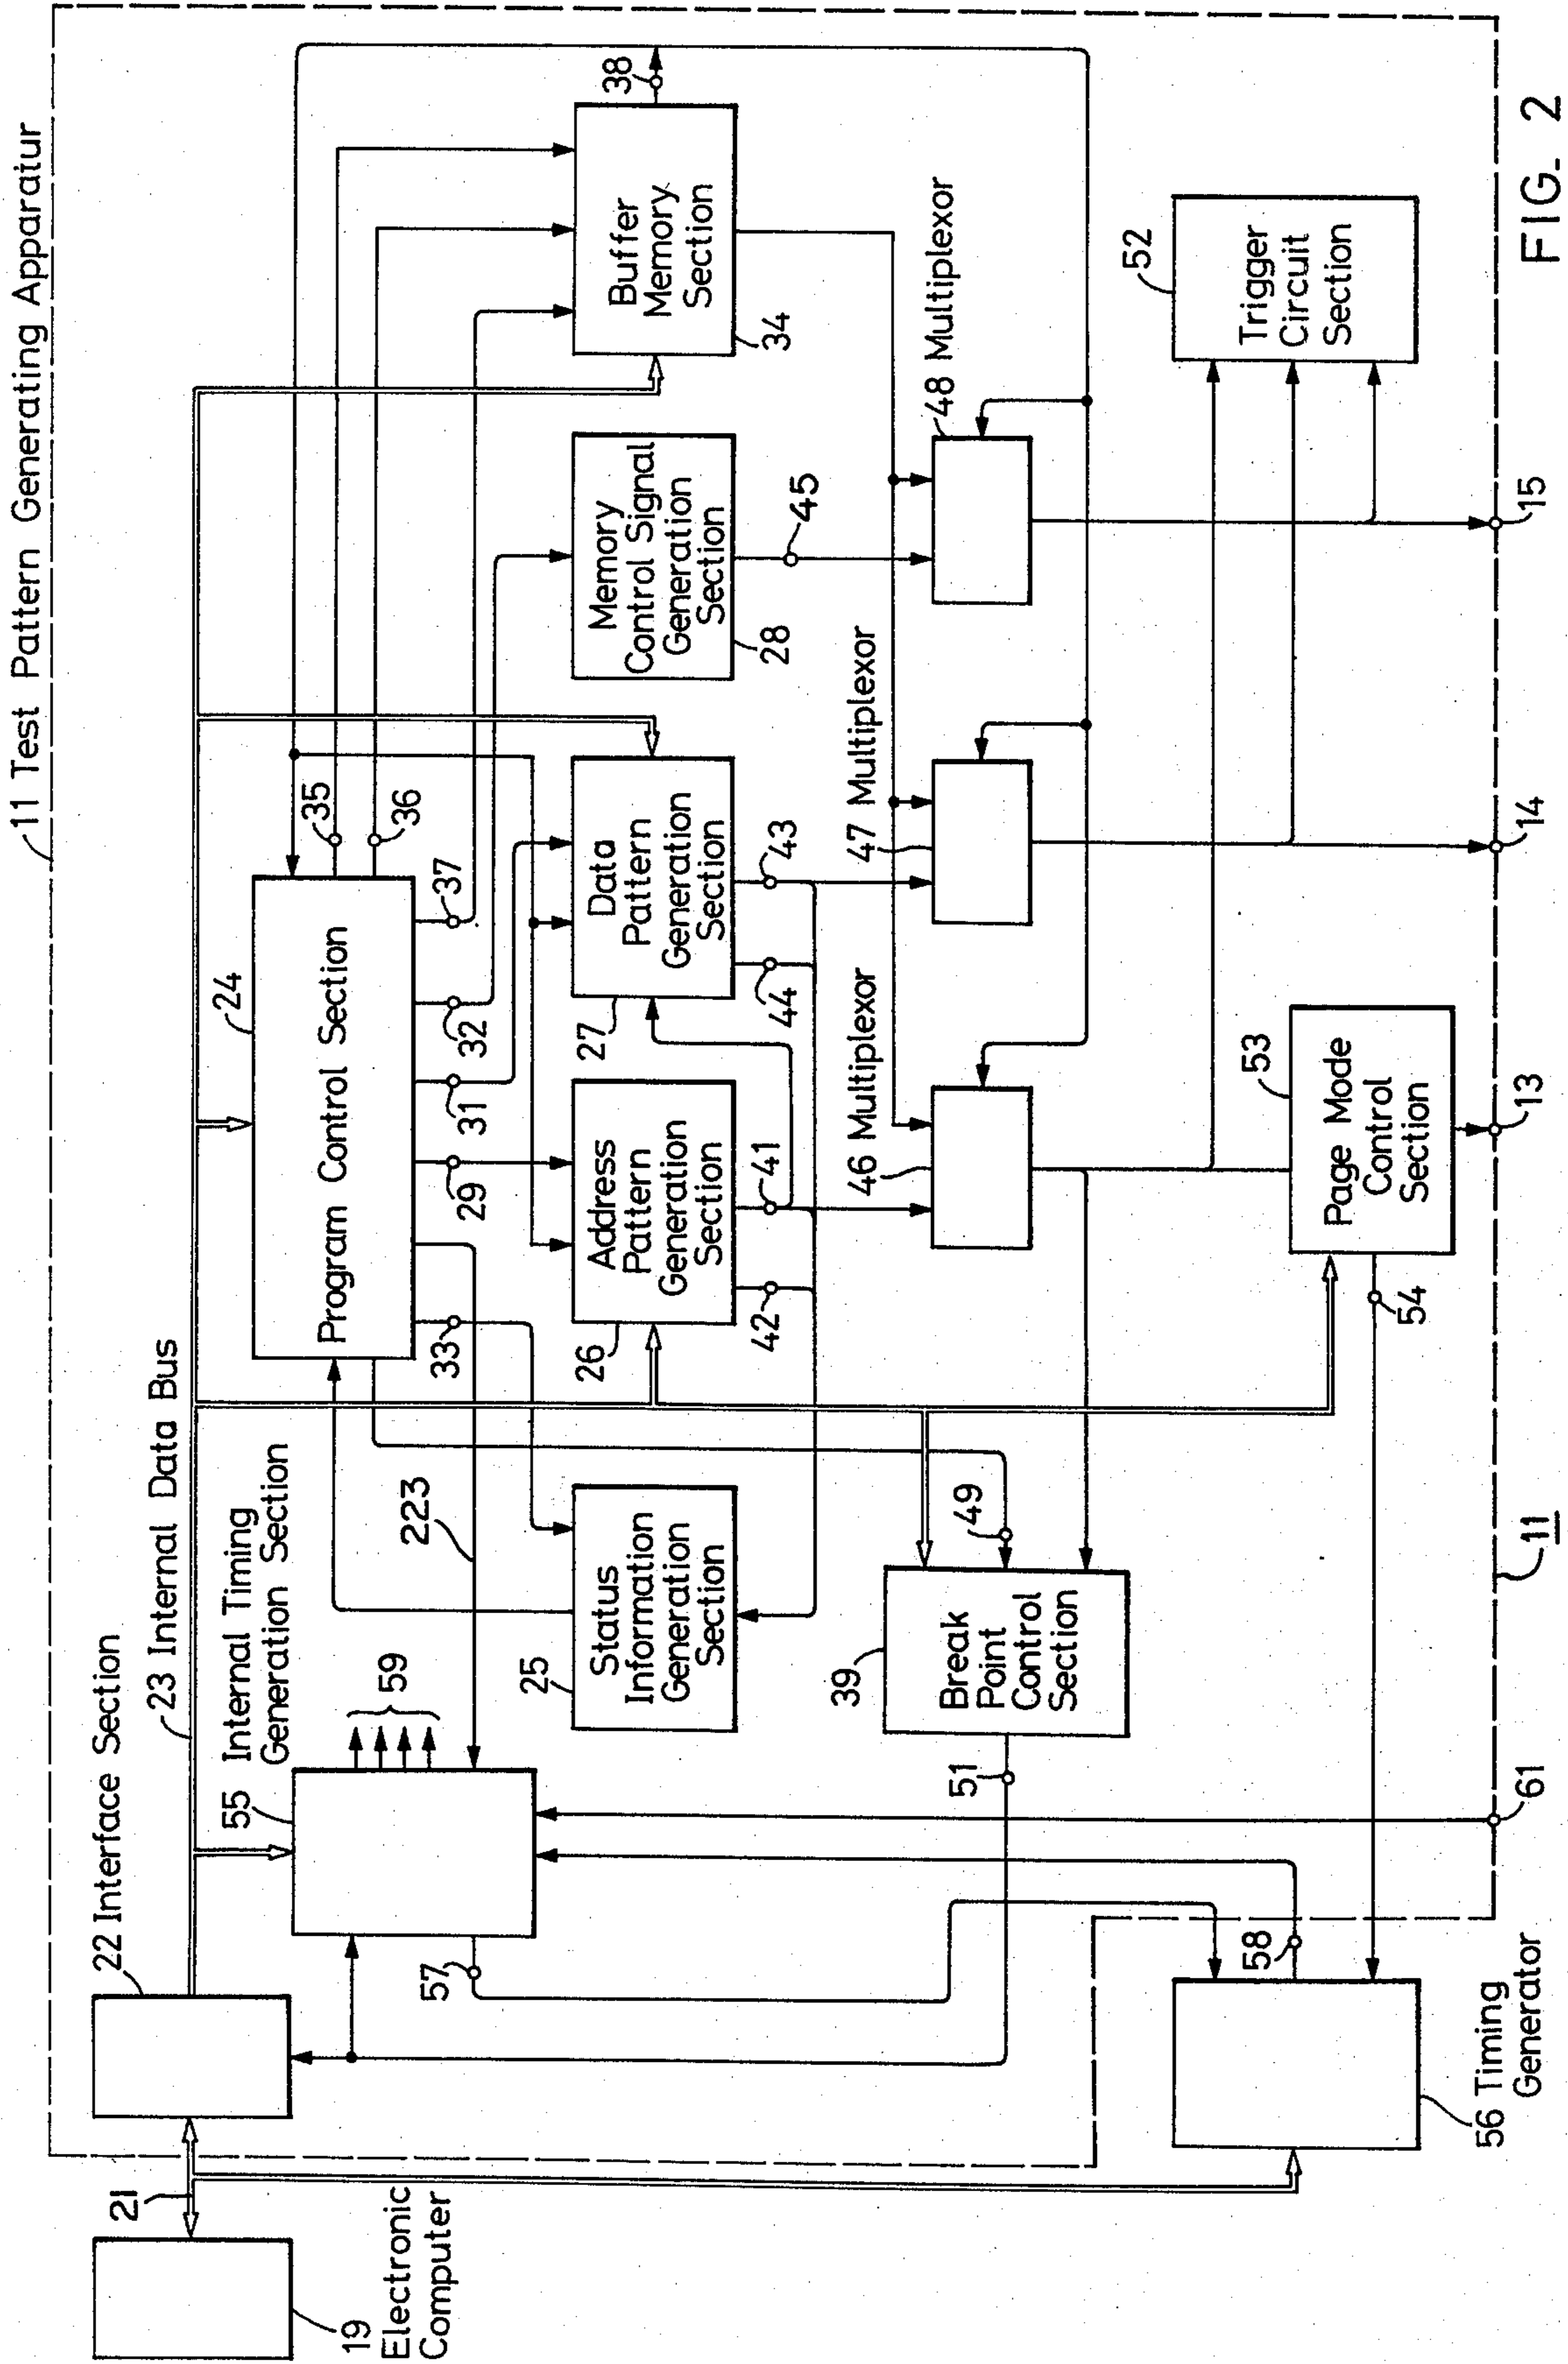 11 Test Pattern Generating Apparatur
22 Interface Section
23 Internal Data Bus
21
19
Electronic
Computer
55
Internal Timing
Generation Section
59
223
57
24
Program Control Section
33
29
31
32
37
35
36
38
25
Status
Information
Generation
Section
26
Address
Pattern
Generation
Section
42
41
27
Data
Pattern
Generation
Section
44
43
28
Memory
Control Signal
Generation
Section
45
34
Buffer
Memory
Section
39
Break
Point
Control
Section
49
51
46 Multiplexor
47 Multiplexor
48 Multiplexor
52
Trigger
Circuit
Section
53
Page Mode
Control
Section
54
58
56 Timing
Generator
61
11
13
14
15
FIG. 2